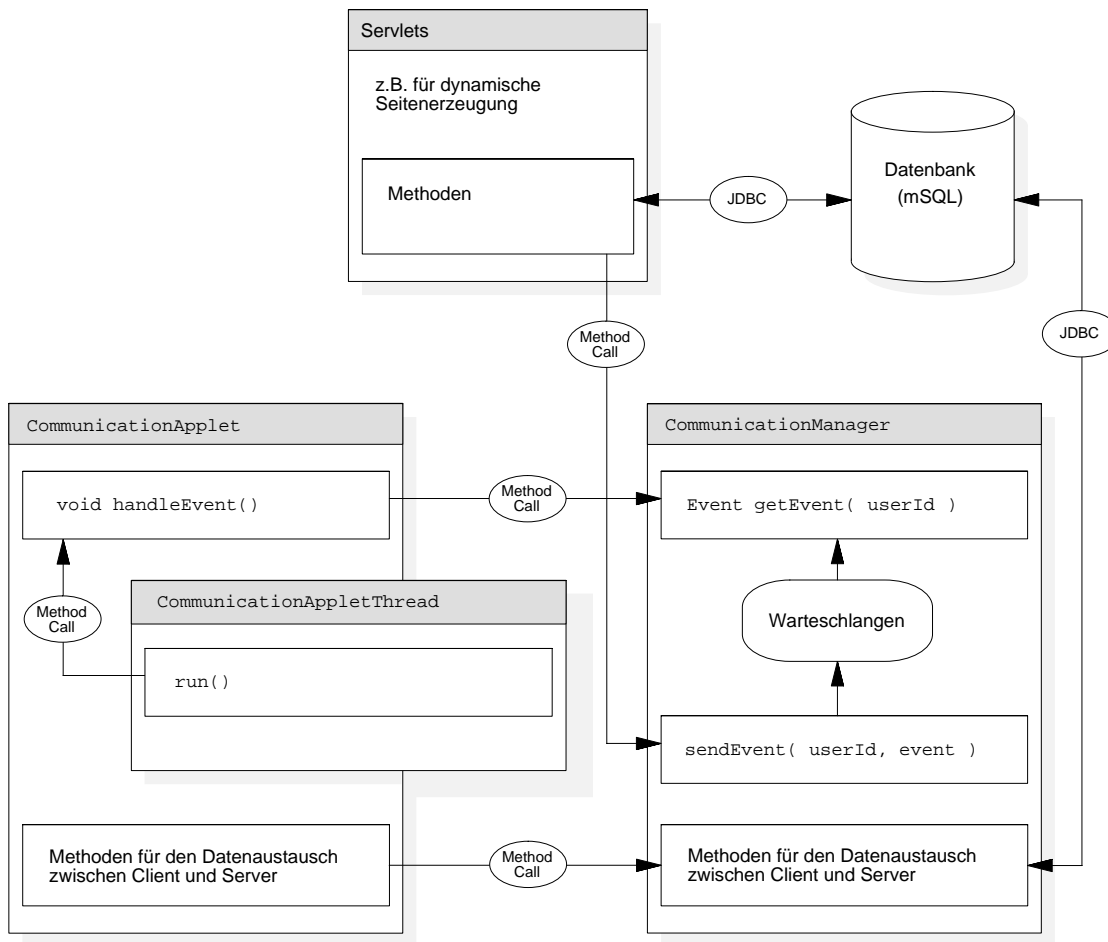 Servlets
z.B. für dynamische
Seitenerzeugung
Methoden
JDBC
Datenbank
(mSQL)
Method
Call
JDBC
CommunicationApplet
CommunicationManager
void handleEvent()
Method
Call
Event getEvent( userId )
CommunicationAppletThread
Method
Call
Warteschlangen
run()
sendEvent( userId, event )
Methoden für den Datenaustausch
zwischen Client und Server
Method
Call
Methoden für den Datenaustausch
zwischen Client und Server